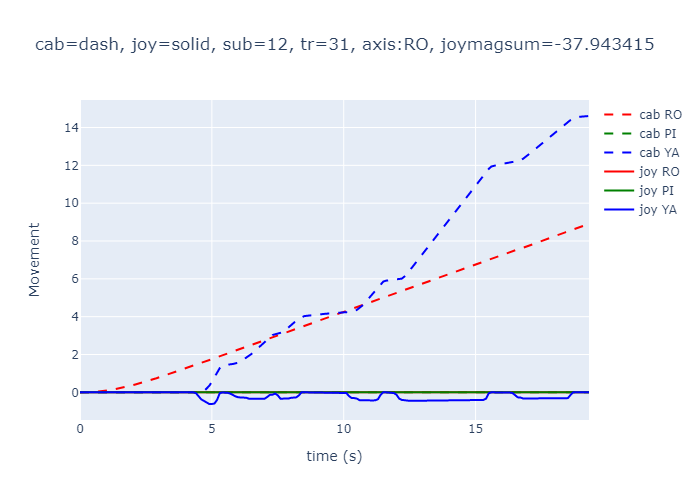 cab=dash, joy=solid, sub=12, tr=31, axis:RO, joymagsum=-37.943415
cab RO
cab PI
cab YA
joy RO
joy PI
joy YA
Movement
14
12
10
8
6
4
2
0
0
5
10
15
time (s)